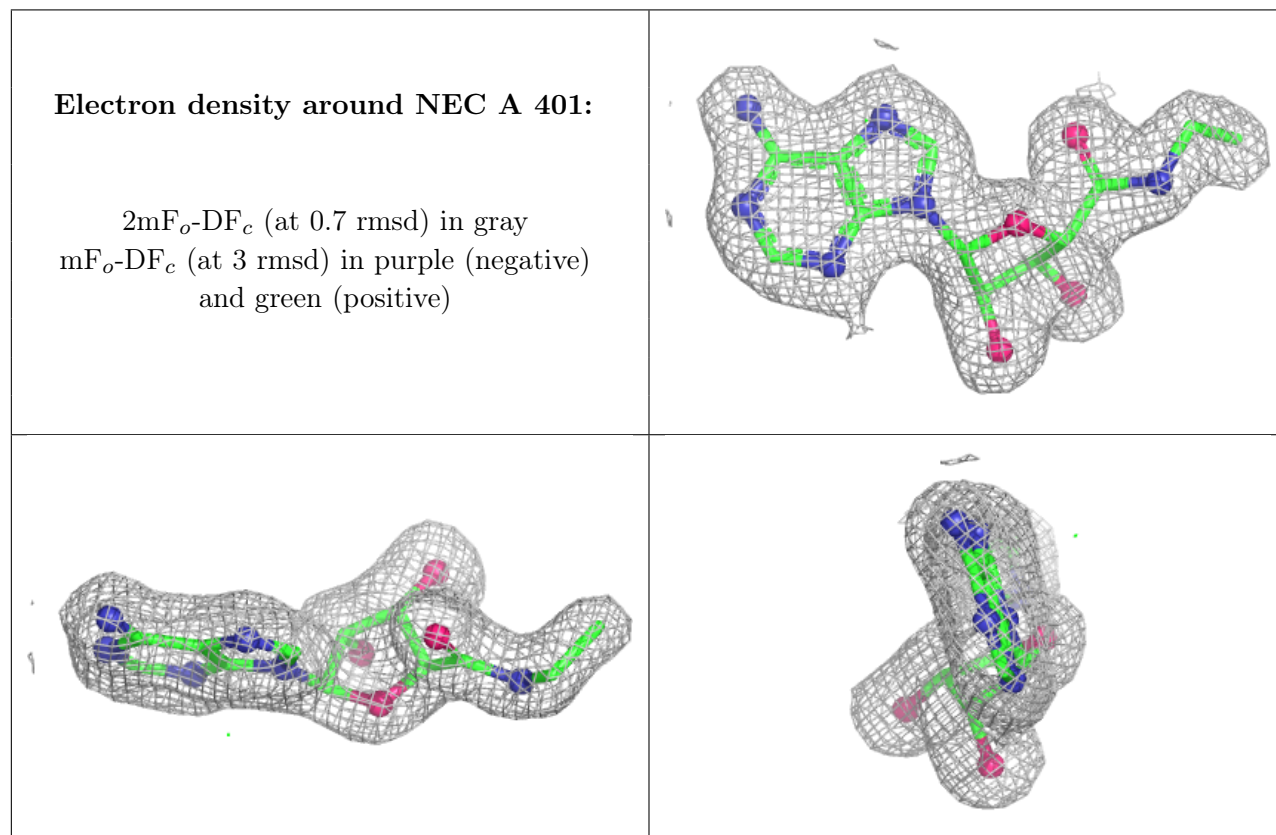 Electron density around NEC A 401:
2mFo-DFc (at 0.7 rmsd) in gray
mFo-DFc (at 3 rmsd) in purple (negative)
and green (positive)